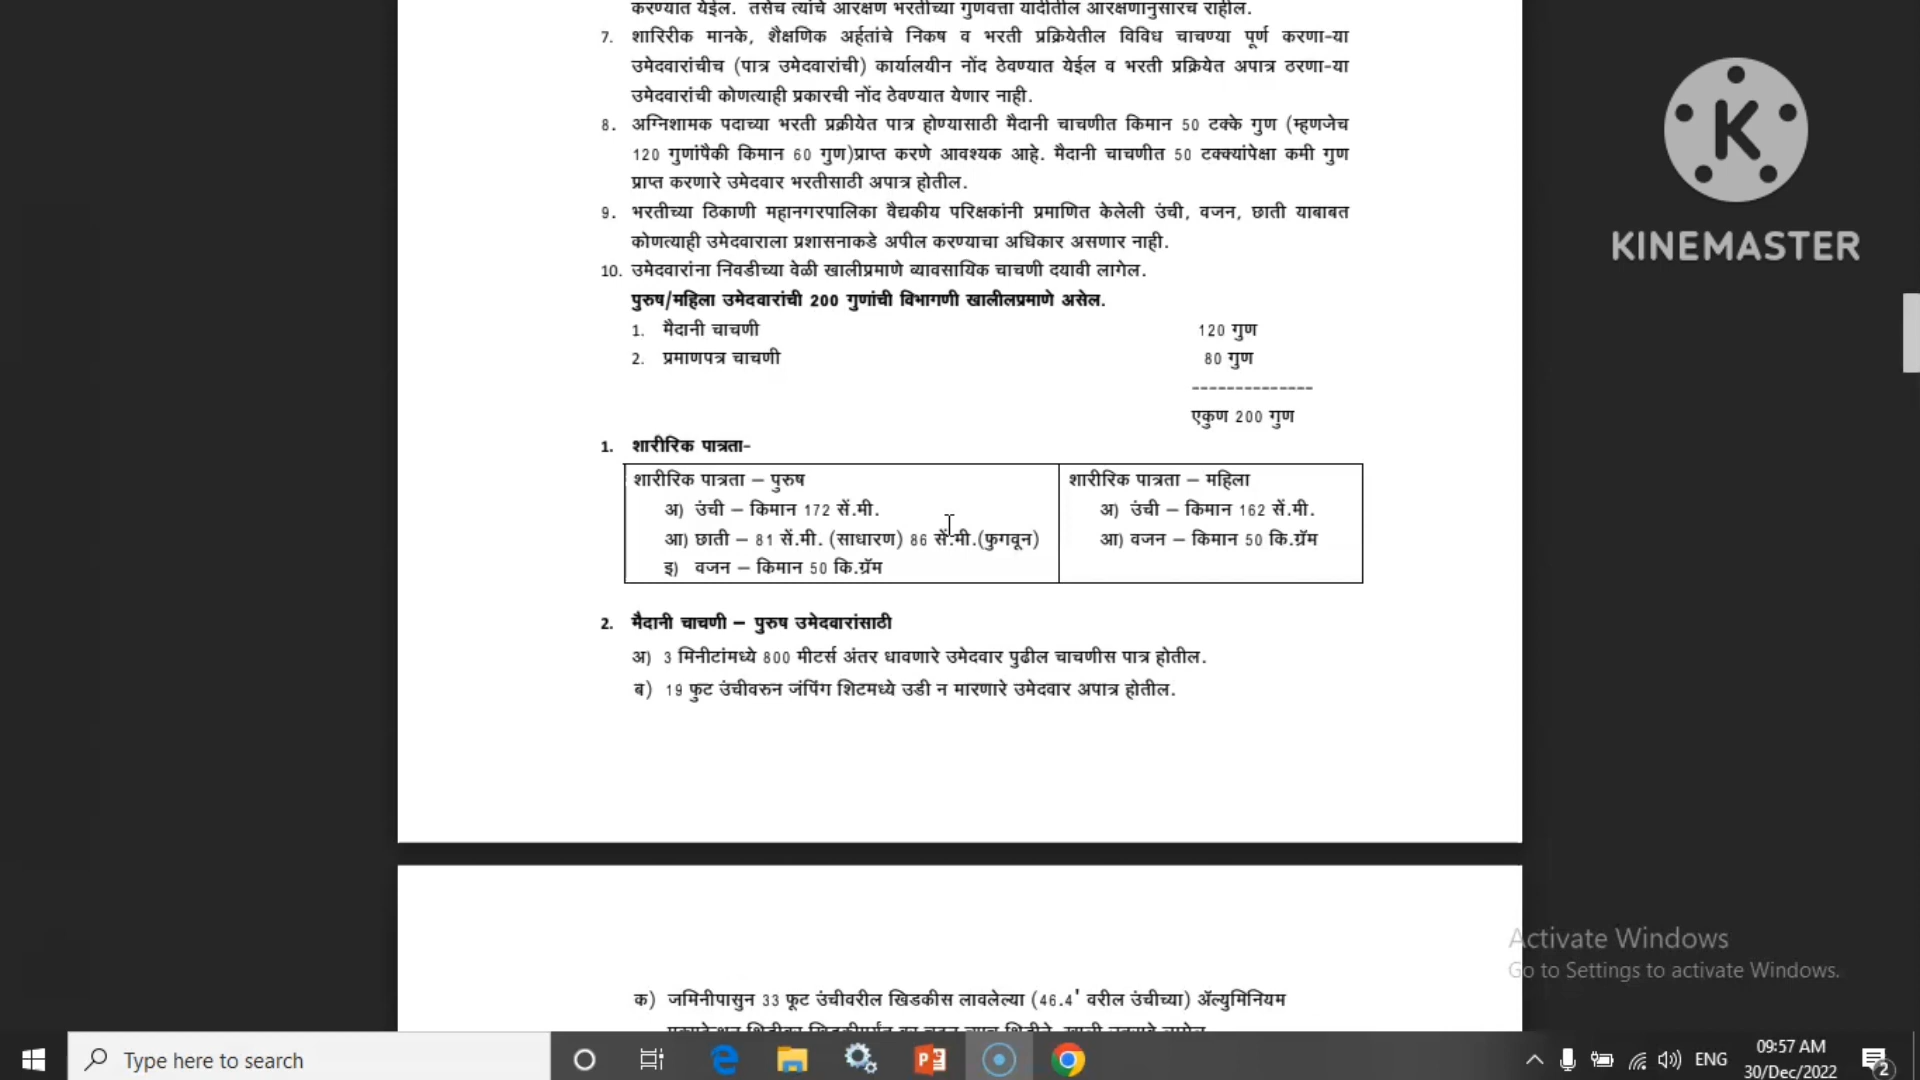 करण्यात येईल. तसेच त्यांचे आरक्षण भरतीच्या गुणवत्ता यादीतील आरक्षणानुसारच राहील.
7. शारिरीक मानके, शैक्षणिक अर्हतांचे निकष व भरती प्रक्रियेतील विविध चाचण्या पूर्ण करणा-या
उमेदवारांचीच (पात्र उमेदवारांची) कार्यालयीन नोंद ठेवण्यात येईल व भरती प्रक्रियेत अपात्र ठरणा-या
उमेदवारांची कोणत्याही प्रकारची नोंद ठेवण्यात येणार नाही.
8. अग्निशामक पदाच्या भरती प्रक्रीयेत पात्र होण्यासाठी मैदानी चाचणीत किमान 50 टक्के गुण (म्हणजेच
120 गुणांपैकी किमान 60 गुण)प्राप्त करणे आवश्यक आहे. मैदानी चाचणीत 50 टक्क्यांपेक्षा कमी गुण
प्राप्त करणारे उमेदवार भरतीसाठी अपात्र होतील.
9. भरतीच्या ठिकाणी महानगरपालिका वैद्यकीय परिक्षकांनी प्रमाणित केलेली उंची, वजन, छाती याबाबत
कोणत्याही उमेदवाराला प्रशासनाकडे अपील करण्याचा अधिकार असणार नाही.
10. उमेदवारांना निवडीच्या वेळी खालीप्रमाणे व्यावसायिक चाचणी दयावी लागेल.
पुरुष/महिला उमेदवारांची 200 गुणांची विभागणी खालीलप्रमाणे असेल.
1. मैदानी चाचणी 120 गुण
2. प्रमाणपत्र चाचणी 80 गुण
--------------
एकुण 200 गुण
1. शारीरिक पात्रता-
शारीरिक पात्रता – पुरुष
अ) उंची – किमान 172 सें.मी.
आ) छाती – 81 सें.मी. (साधारण) 86 सें.मी.(फुगवून)
इ) वजन – किमान 50 कि.ग्रॅम
शारीरिक पात्रता – महिला
अ) उंची – किमान 162 सें.मी.
आ) वजन – किमान 50 कि.ग्रॅम
2. मैदानी चाचणी – पुरुष उमेदवारांसाठी
अ) 3 मिनीटांमध्ये 800 मीटर्स अंतर धावणारे उमेदवार पुढील चाचणीस पात्र होतील.
ब) 19 फुट उंचीवरुन जंपिंग शिटमध्ये उडी न मारणारे उमेदवार अपात्र होतील.
क) जमिनीपासुन 33 फूट उंचीवरील खिडकीस लावलेल्या (46.4' वरील उंचीच्या) ॲल्युमिनियम
K
KINEMASTER
Activate Windows
Go to Settings to activate Windows.
Type here to search
ENG
09:57 AM
30/Dec/2022
2